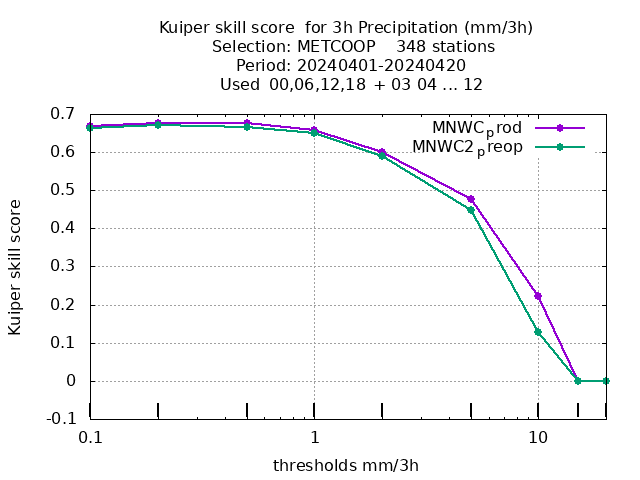 Kuiper skill score  for 3h Precipitation (mm/3h)
Selection: METCOOP    348 stations
Period: 20240401-20240420
Used  00,06,12,18  + 03 04 ... 12
MNWCprod
MNWC2preop
Kuiper skill score
0.7
0.6
0.5
0.4
0.3
0.2
0.1
0
-0.1
0.1
1
10
thresholds mm/3h